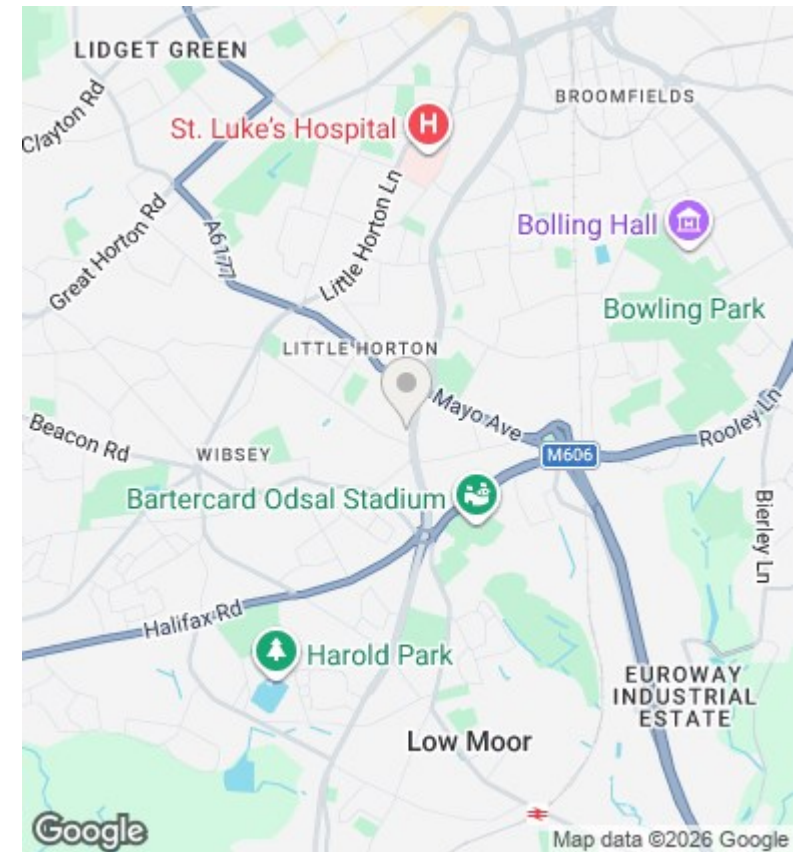 LIDGET GREEN
BROOMFIELDS
Clayton Rd
St. Luke's Hospital
H
Little Horton Ln
Great Horton Rd
A6177
Bolling Hall
Bowling Park
LITTLE HORTON
Mayo Ave
Rooley Ln
Beacon Rd
WIBSEY
M606
Bartercard Odsal Stadium
Bierley Ln
Halifax Rd
Harold Park
EUROWAY
INDUSTRIAL
ESTATE
Low Moor
Google
Map data ©2026 Google